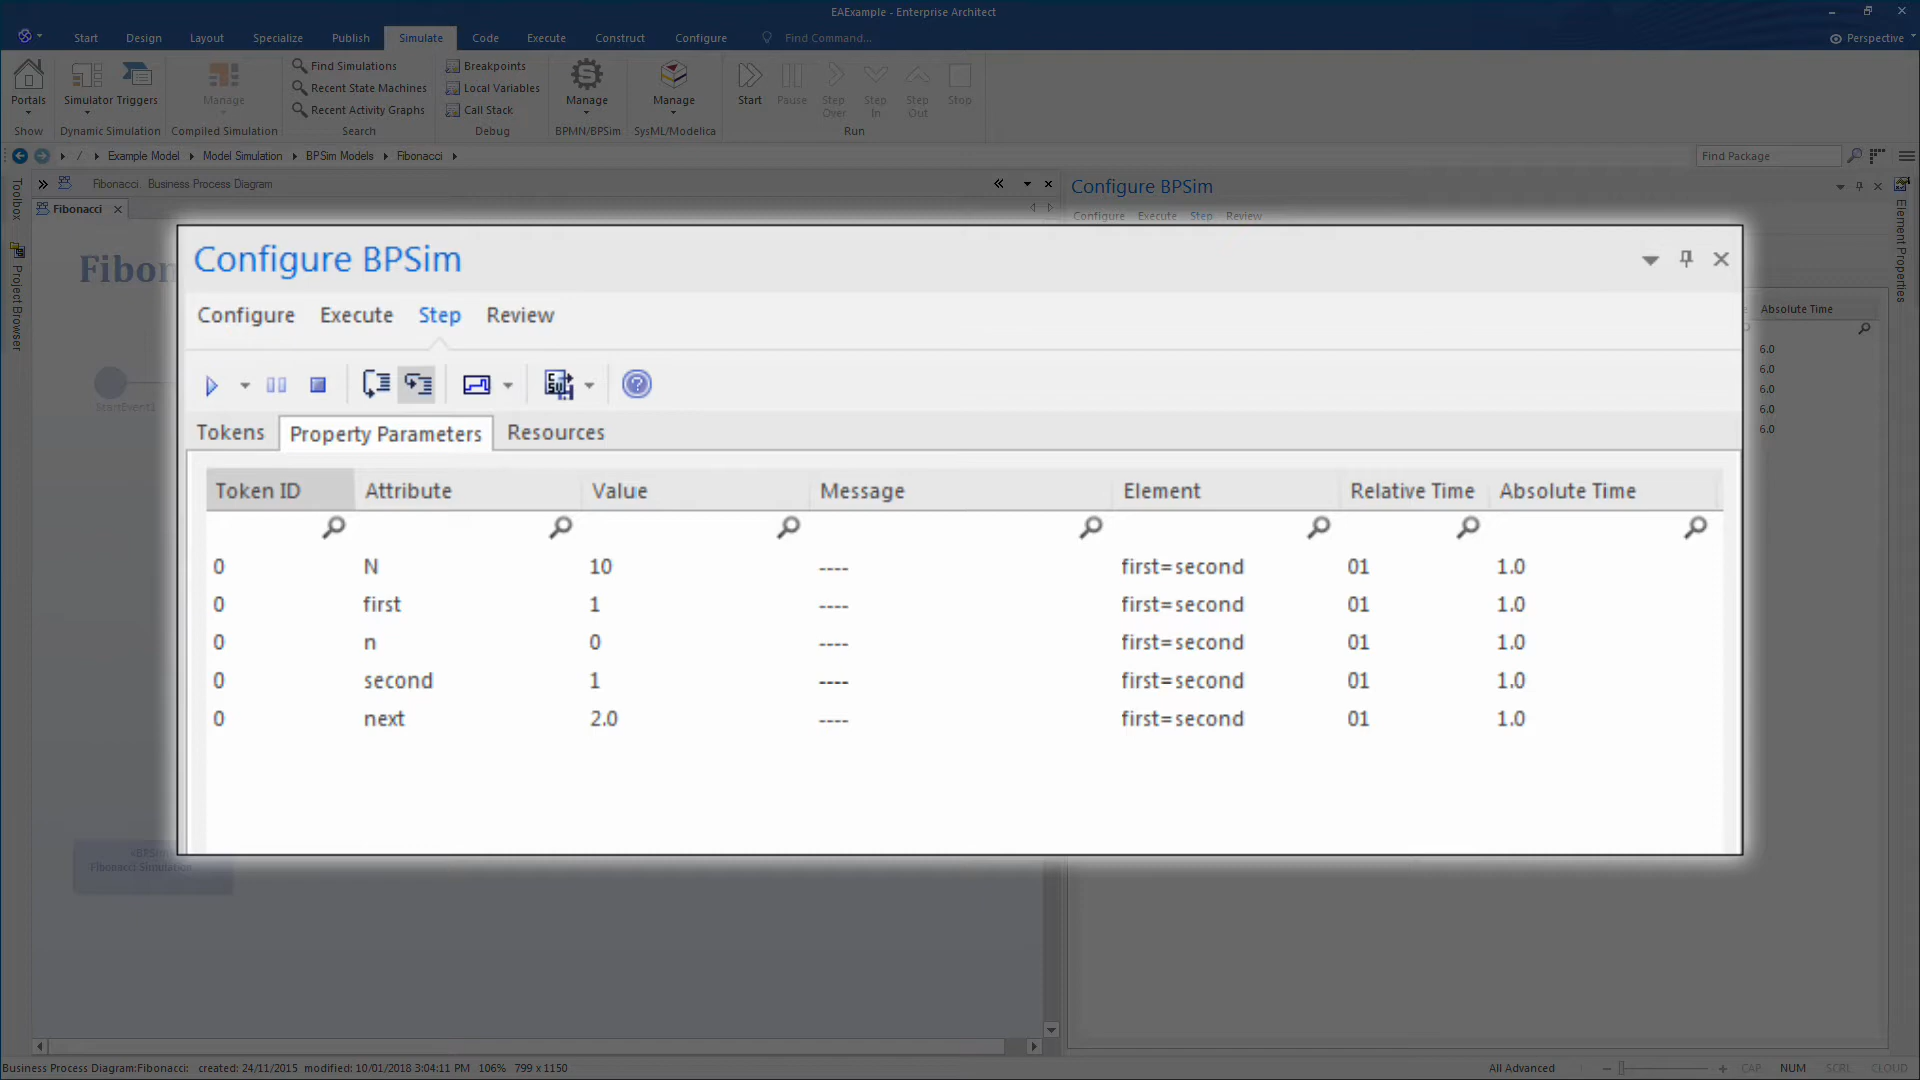 EAExample - Enterprise Architect
Start Design Layout Specialize Publish Simulate Code Execute Construct Configure Find Command... Perspective
Portals
Show
Simulator Triggers
Dynamic Simulation
Manage
Compiled Simulation
Find Simulations
Recent State Machines
Recent Activity Graphs
Search
Breakpoints
Local Variables
Call Stack
Debug
Manage
BPMN/BPSim
Manage
SysML/Modelica
Start Pause Step Over Step In Step Out Stop
Run
/ Example Model Model Simulation BPSim Models Fibonacci
Find Package
Toolbox
Project Browser
Fibonacci. Business Process Diagram
Fibonacci
Configure BPSim
Configure Execute Step Review
Element Properties
StartEvent1
Configure BPSim
Configure Execute Step Review
Tokens Property Parameters Resources
Token ID Attribute Value Message Element Relative Time Absolute Time
0 N 10 ---- first=second 01 1.0
0 first 1 ---- first=second 01 1.0
0 n 0 ---- first=second 01 1.0
0 second 1 ---- first=second 01 1.0
0 next 2.0 ---- first=second 01 1.0
Absolute Time
6.0
6.0
6.0
6.0
6.0
Fibonacci Simulation
Business Process Diagram:Fibonacci: created: 24/11/2015 modified: 10/01/2018 3:04:11 PM 106% 799 x 1150
All Advanced CAP NUM SCRL CLOUD